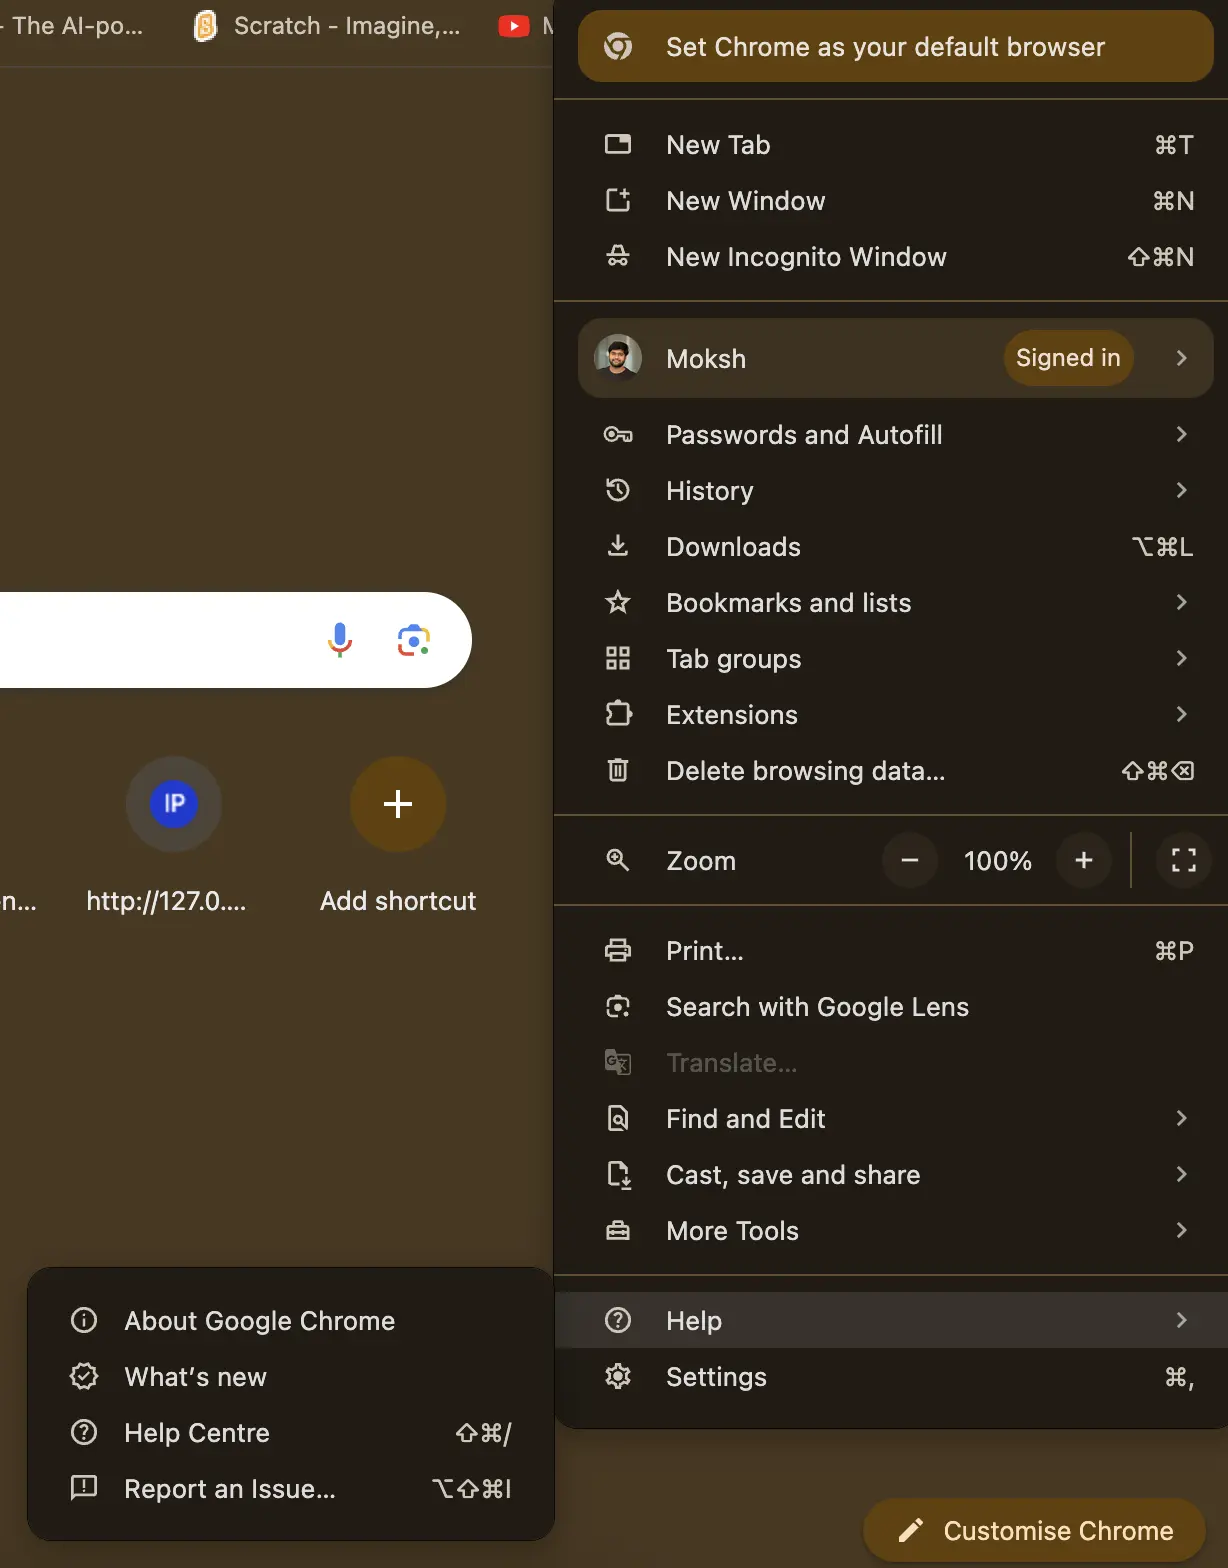 - The AI-po...
Scratch - Imagine,...
M
Set Chrome as your default browser
New Tab ⌘T
New Window ⌘N
New Incognito Window ⇧⌘N
Moksh Signed in
Passwords and Autofill
History
Downloads ⌥⌘L
Bookmarks and lists
Tab groups
Extensions
Delete browsing data... ⇧⌘⌫
Zoom − 100% +
IP
n...
http://127.0....
Add shortcut
Print... ⌘P
Search with Google Lens
Translate...
Find and Edit
Cast, save and share
More Tools
Help
Settings ⌘,
About Google Chrome
What's new
Help Centre ⇧⌘/
Report an Issue... ⌥⇧⌘I
Customise Chrome